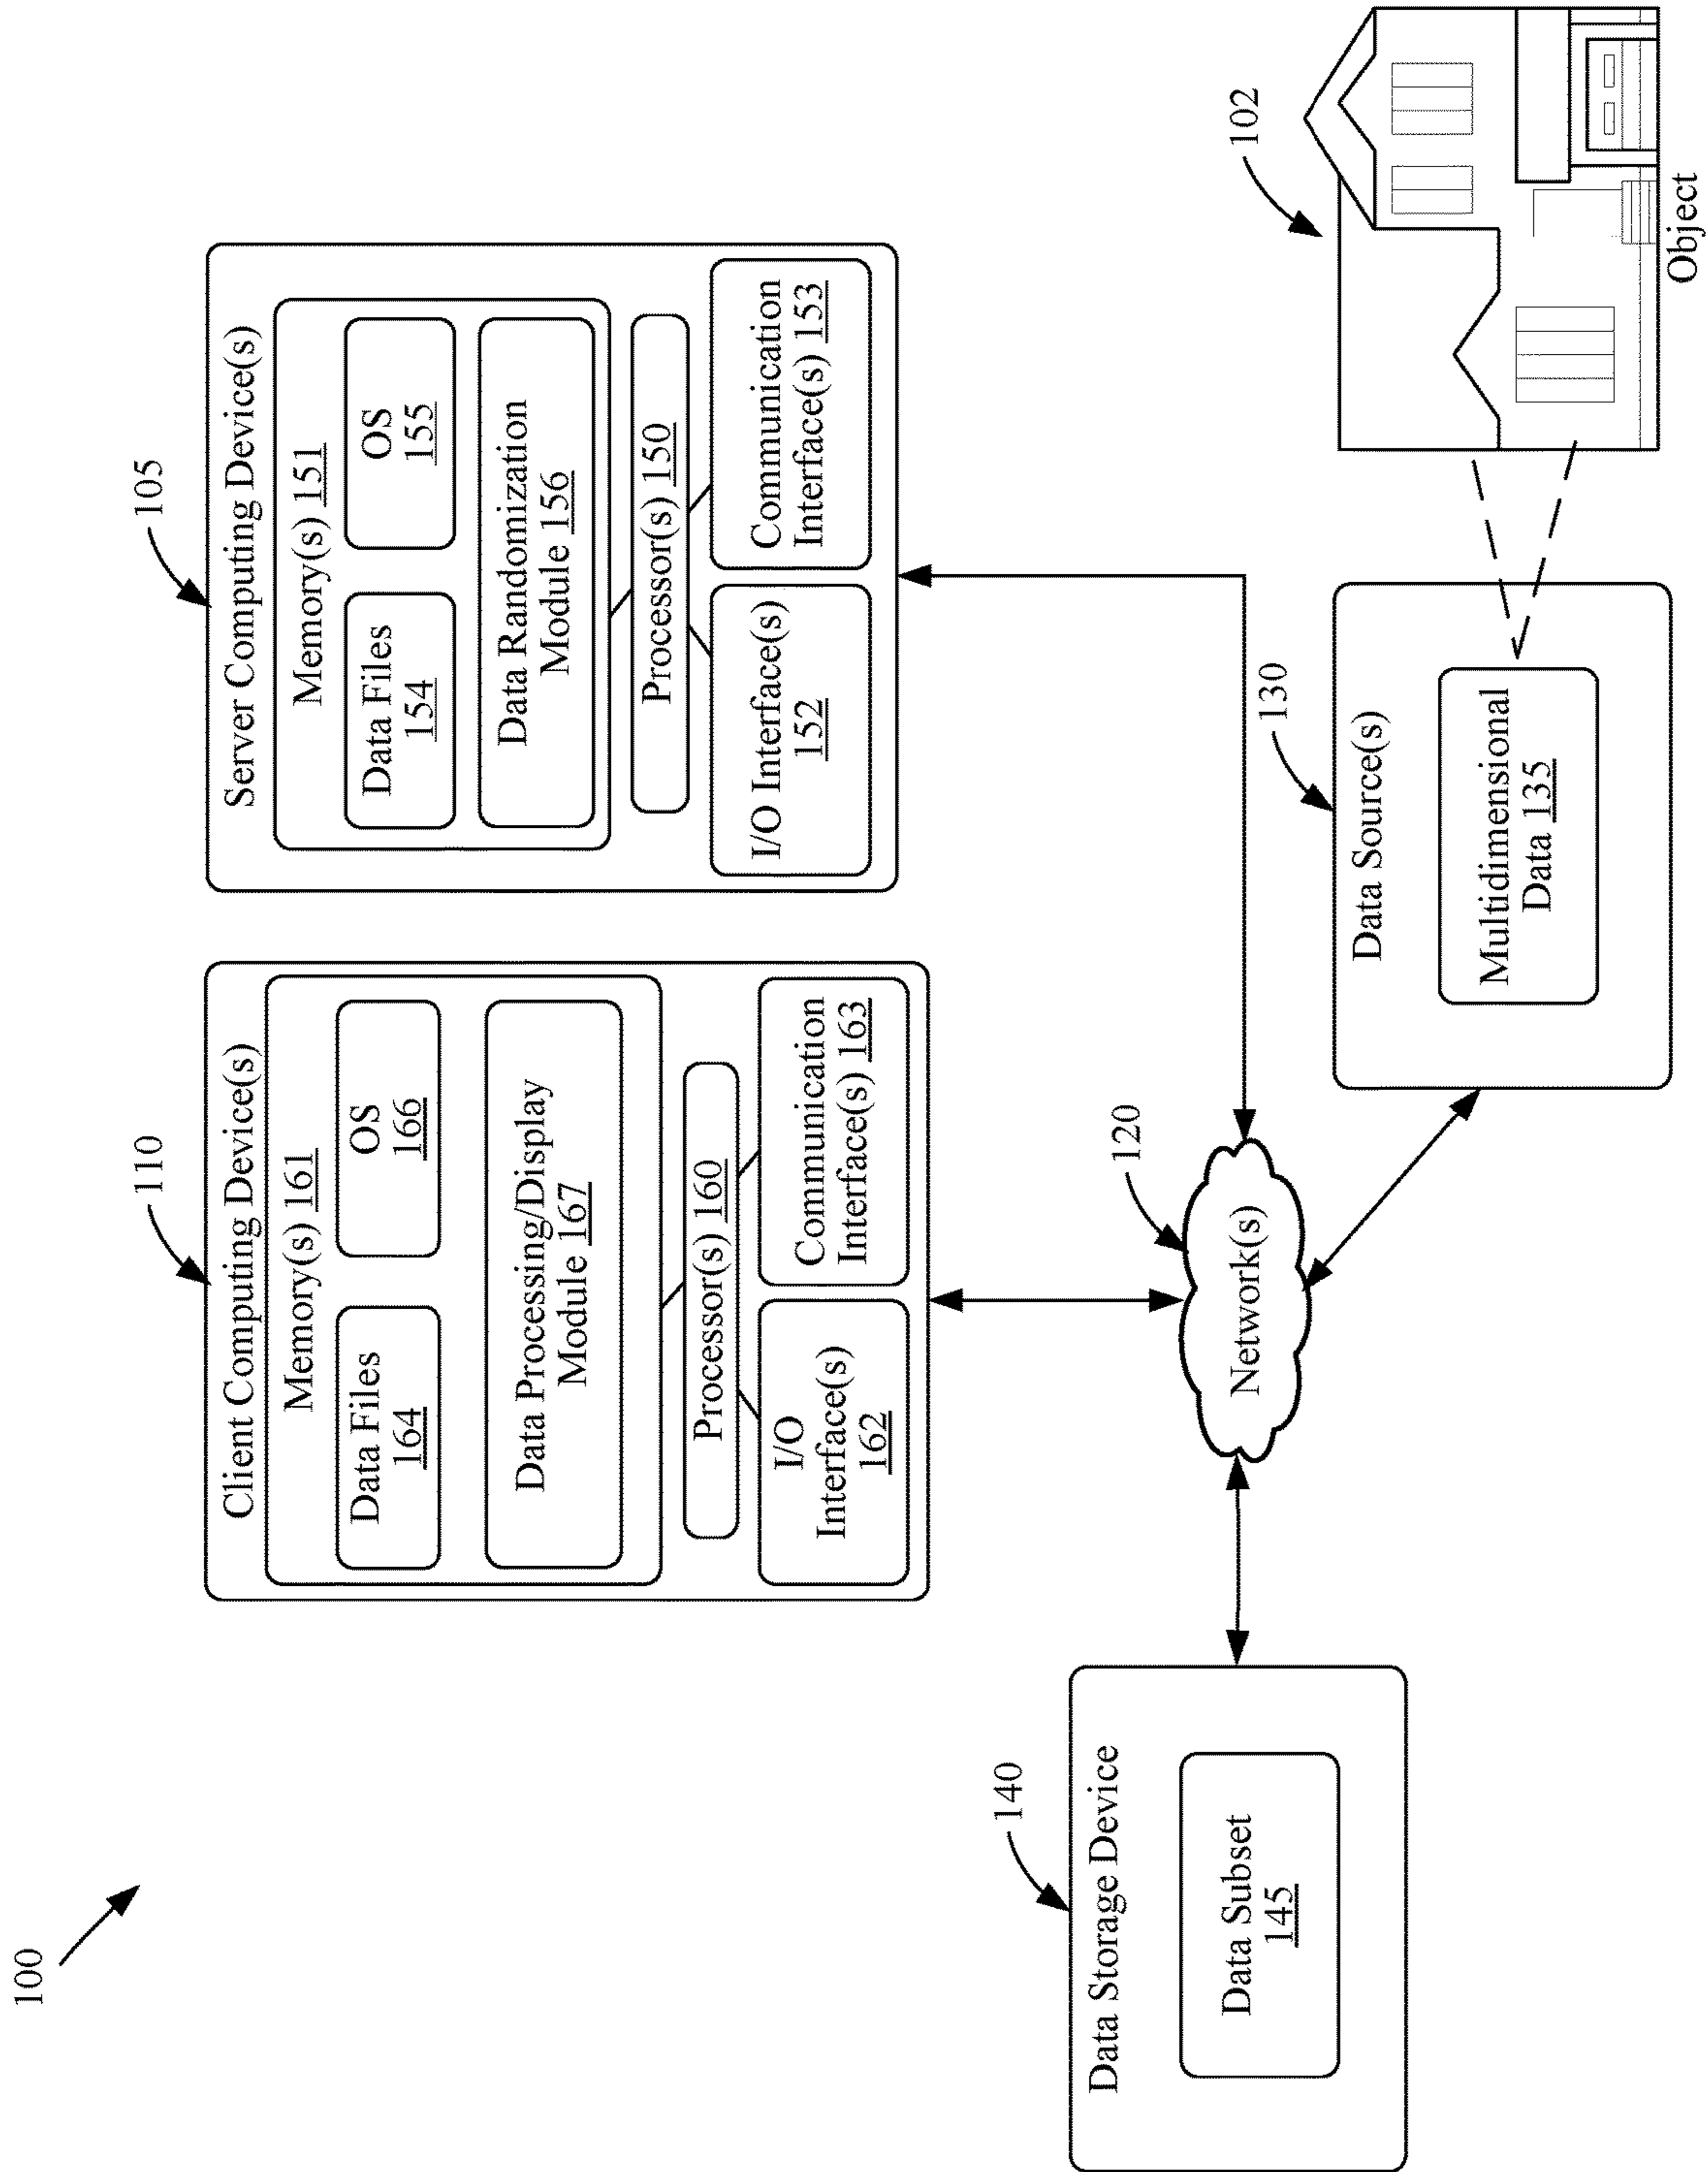 100
110
Client Computing Device(s)
Memory(s) 161
Data Files
164
OS
166
Data Processing/Display
Module 167
Processor(s) 160
I/O
Interface(s)
162
Communication
Interface(s) 163
105
Server Computing Device(s)
Memory(s) 151
Data Files
154
OS
155
Data Randomization
Module 156
Processor(s) 150
I/O Interface(s)
152
Communication
Interface(s) 153
140
Data Storage Device
Data Subset
145
120
Network(s)
130
Data Source(s)
Multidimensional
Data 135
102
Object